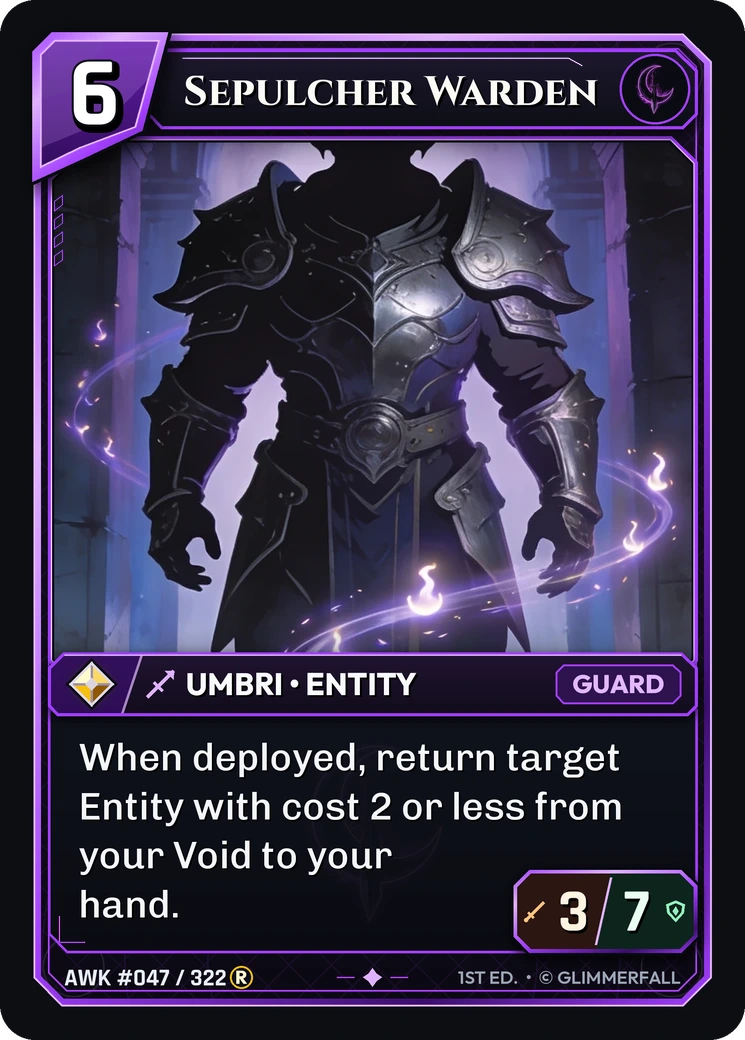 6
SEPULCHER WARDEN
UMBRI • ENTITY
GUARD
When deployed, return target
Entity with cost 2 or less from
your Void to your
hand.
3 / 7
AWK #047 / 322 R
1ST ED. • © GLIMMERFALL